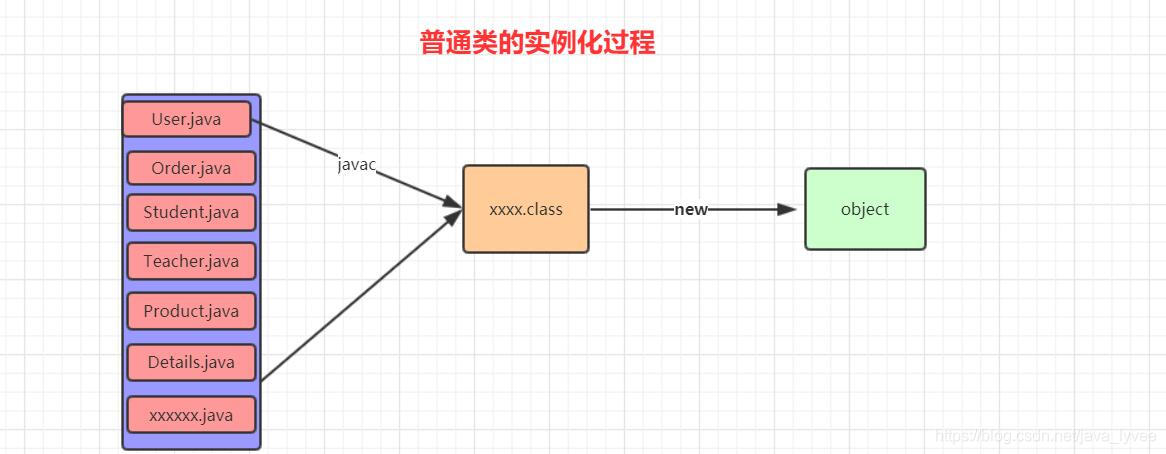 普通类的实例化过程
User.java
Order.java
Student.java
Teacher.java
Product.java
Details.java
xxxxxx.java
javac
xxxx.class
new
object
https://blog.csdn.net/java_lyvee